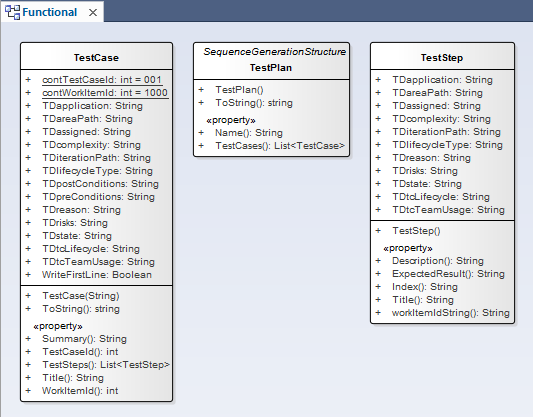 Functional
TestCase
+ contTestCaseId: int = 001
+ contWorkItemId: int = 1000
+ TDapplication: String
+ TDareaPath: String
+ TDassigned: String
+ TDcomplexity: String
+ TDiterationPath: String
+ TDlifecycleType: String
+ TDpostConditions: String
+ TDpreConditions: String
+ TDreason: String
+ TDrisks: String
+ TDstate: String
+ TDtcLifecycle: String
+ TDtcTeamUsage: String
+ WriteFirstLine: Boolean
+ TestCase(String)
+ ToString(): string
«property»
+ Summary(): String
+ TestCaseId(): int
+ TestSteps(): List<TestStep>
+ Title(): String
+ WorkItemId(): int
SequenceGenerationStructure
TestPlan
+ TestPlan()
+ ToString(): string
«property»
+ Name(): String
+ TestCases(): List<TestCase>
TestStep
+ TDapplication: String
+ TDareaPath: String
+ TDassigned: String
+ TDcomplexity: String
+ TDiterationPath: String
+ TDlifecycleType: String
+ TDreason: String
+ TDrisks: String
+ TDstate: String
+ TDtcLifecycle: String
+ TDtcTeamUsage: String
+ TestStep()
«property»
+ Description(): String
+ ExpectedResult(): String
+ Index(): String
+ Title(): String
+ workItemIdString(): String